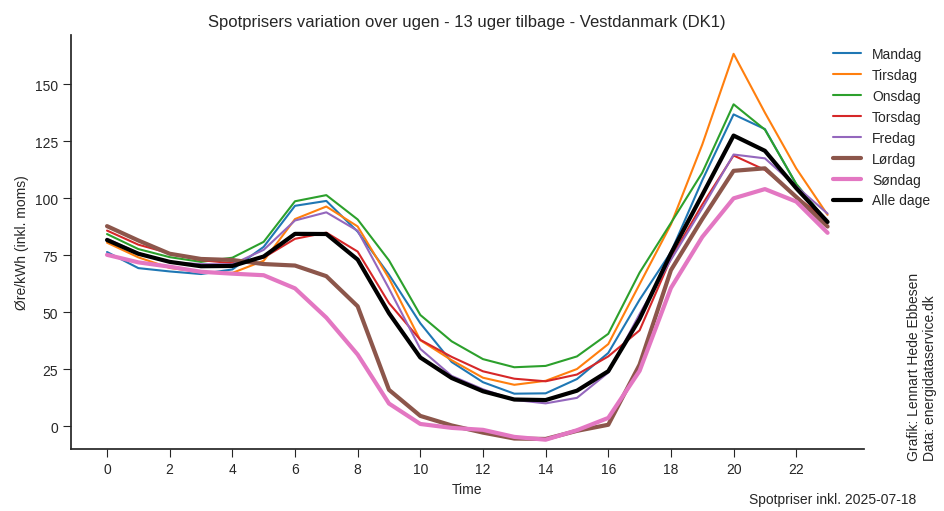 Spotprisers variation over ugen - 13 uger tilbage - Vestdanmark (DK1)
Øre/kWh (inkl. moms)
150
125
100
75
50
25
0
0 2 4 6 8 10 12 14 16 18 20 22
Time
Mandag
Tirsdag
Onsdag
Torsdag
Fredag
Lørdag
Søndag
Alle dage
Grafik: Lennart Hede Ebbesen
Data: energidataservice.dk
Spotpriser inkl. 2025-07-18